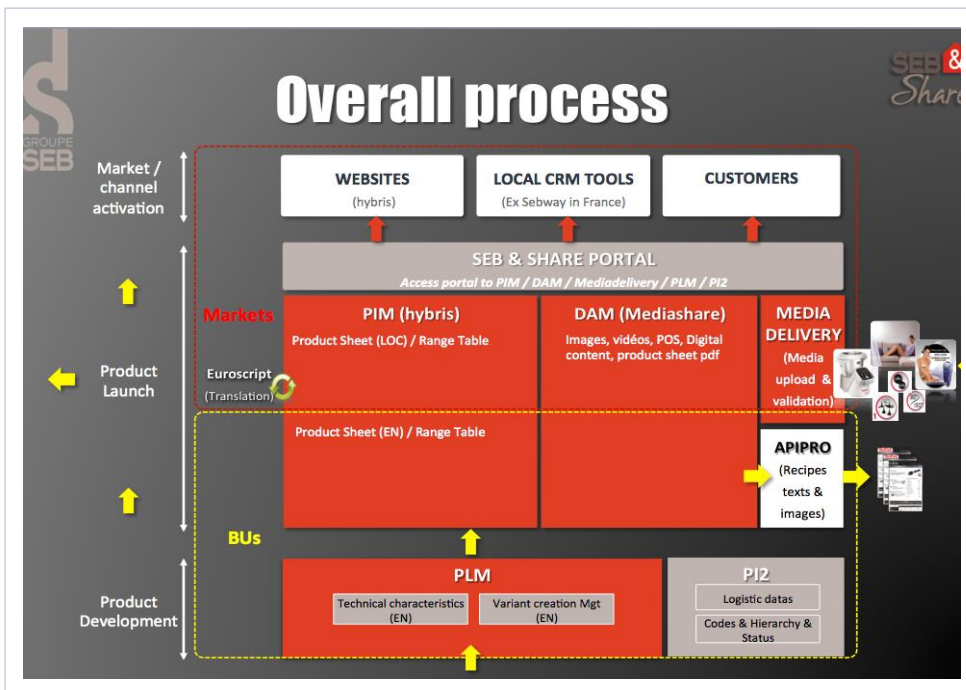 GROUPE
SEB
SEB &
Share
Overall process
Market /
channel
activation
WEBSITES
(hybris)
LOCAL CRM TOOLS
(Ex Sebway in France)
CUSTOMERS
SEB & SHARE PORTAL
Access portal to PIM / DAM / Mediadelivery / PLM / PI2
Markets
PIM (hybris)
Product Sheet (LOC) / Range Table
DAM (Mediashare)
Images, vidéos, POS, Digital
content, product sheet pdf
MEDIA
DELIVERY
(Media
upload &
validation)
Product
Launch
Euroscript
(Translation)
Product Sheet (EN) / Range Table
APIPRO
(Recipes
texts &
images)
BUs
Product
Development
PLM
Technical characteristics
(EN)
Variant creation Mgt
(EN)
PI2
Logistic datas
Codes & Hierarchy &
Status